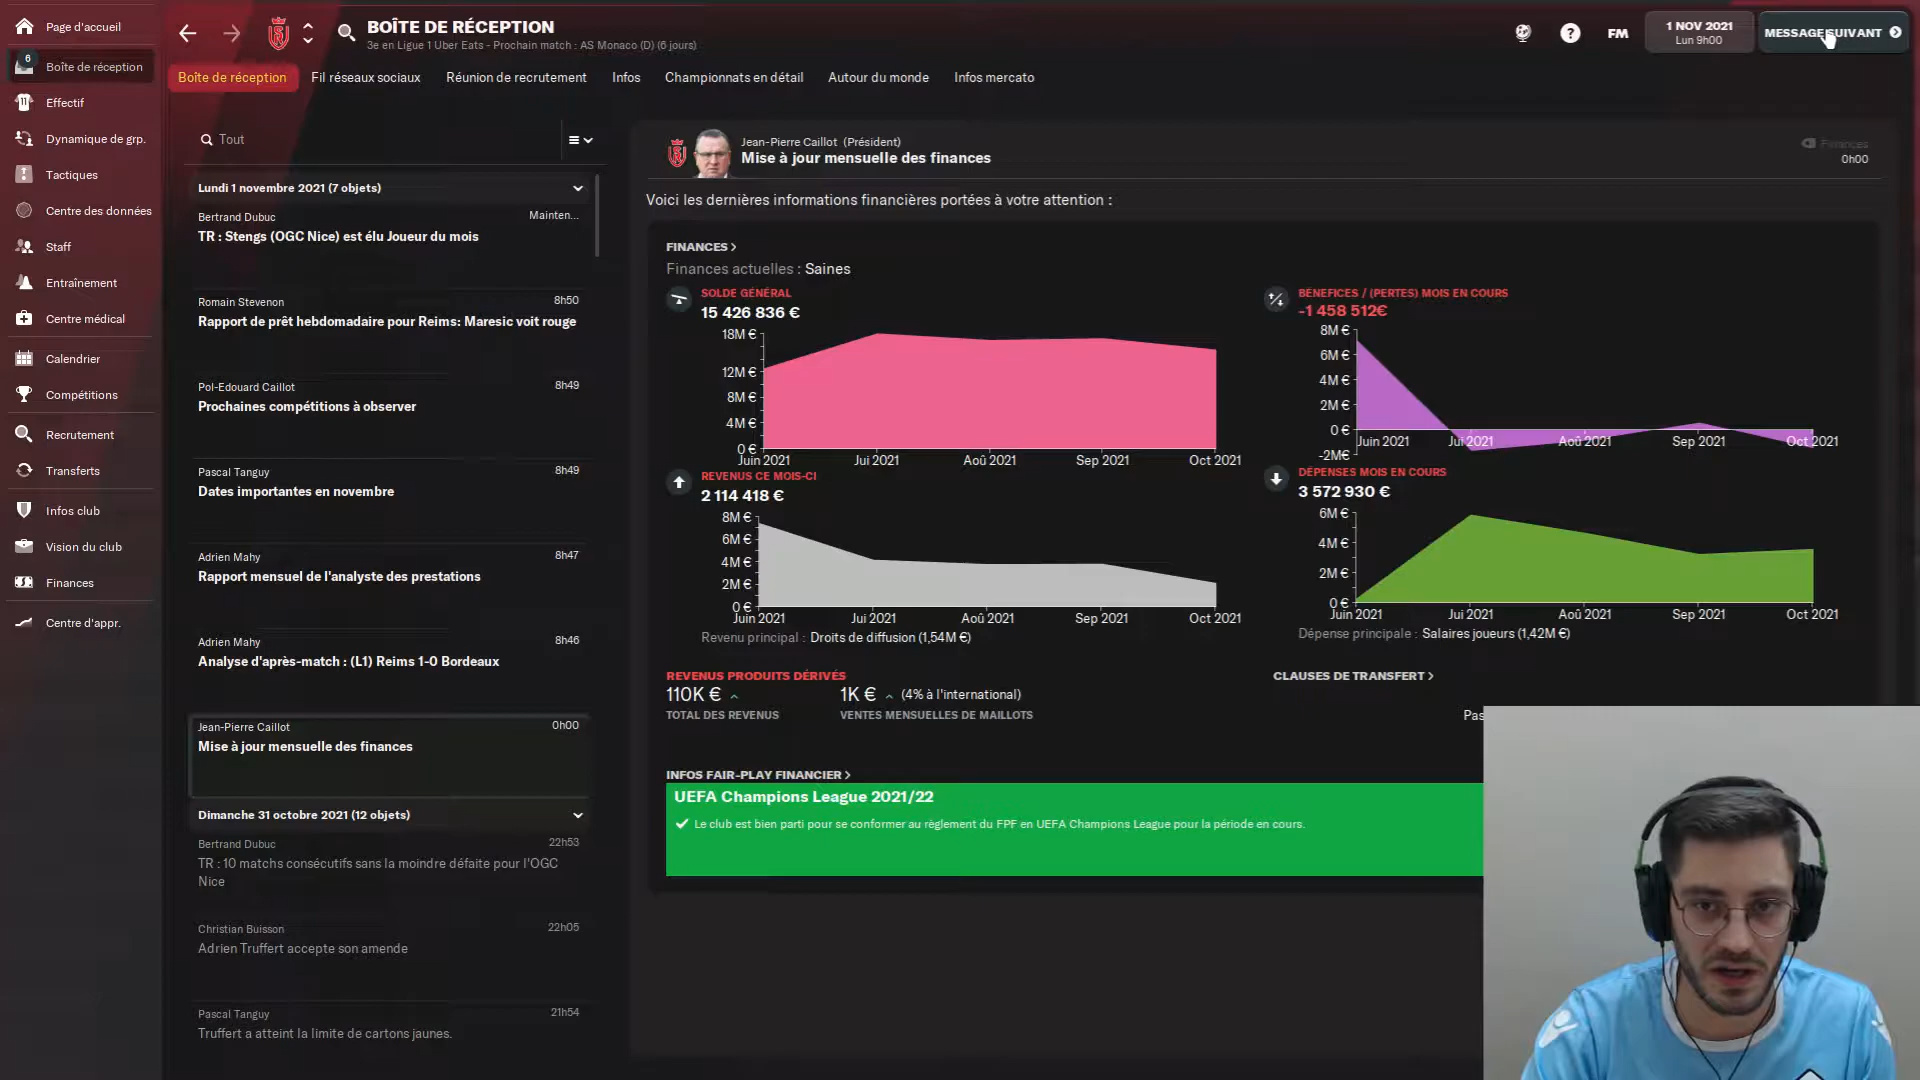 Page d'accueil
6
Boîte de réception
Effectif
Dynamique de grp.
Tactiques
Centre des données
Staff
Entraînement
Centre médical
Calendrier
Compétitions
Recrutement
Transferts
Infos club
Vision du club
Finances
Centre d'appr.
BOÎTE DE RÉCEPTION
3e en Ligue 1 Uber Eats - Prochain match : AS Monaco (D) (6 jours)
?
FM
1 NOV 2021
Lun 9h00
MESSAGE SUIVANT
Boîte de réception
Fil réseaux sociaux
Réunion de recrutement
Infos
Championnats en détail
Autour du monde
Infos mercato
Tout
Lundi 1 novembre 2021 (7 objets)
Bertrand Dubuc
Mainten...
TR : Stengs (OGC Nice) est élu Joueur du mois
Romain Stevenon
8h50
Rapport de prêt hebdomadaire pour Reims: Maresic voit rouge
Pol-Edouard Caillot
8h49
Prochaines compétitions à observer
Pascal Tanguy
8h49
Dates importantes en novembre
Adrien Mahy
8h47
Rapport mensuel de l'analyste des prestations
Adrien Mahy
8h46
Analyse d'après-match : (L1) Reims 1-0 Bordeaux
Jean-Pierre Caillot
0h00
Mise à jour mensuelle des finances
Dimanche 31 octobre 2021 (12 objets)
Bertrand Dubuc
22h53
TR : 10 matchs consécutifs sans la moindre défaite pour l'OGC
Nice
Christian Buisson
22h05
Adrien Truffert accepte son amende
Pascal Tanguy
21h54
Truffert a atteint la limite de cartons jaunes.
Jean-Pierre Caillot (Président)
Mise à jour mensuelle des finances
Finances
0h00
Voici les dernières informations financières portées à votre attention :
FINANCES >
Finances actuelles : Saines
SOLDE GÉNÉRAL
15 426 836 €
18M €
12M €
8M €
4M €
0 €
Juin 2021
Jui 2021
Aoû 2021
Sep 2021
Oct 2021
BÉNÉFICES / (PERTES) MOIS EN COURS
-1 458 512€
8M €
6M €
4M €
2M €
0 €
-2M€
Juin 2021
Jui 2021
Aoû 2021
Sep 2021
Oct 2021
REVENUS CE MOIS-CI
2 114 418 €
8M €
6M €
4M €
2M €
0 €
Juin 2021
Jui 2021
Aoû 2021
Sep 2021
Oct 2021
Revenu principal : Droits de diffusion (1,54M €)
DÉPENSES MOIS EN COURS
3 572 930 €
6M €
4M €
2M €
0 €
Juin 2021
Jui 2021
Aoû 2021
Sep 2021
Oct 2021
Dépense principale : Salaires joueurs (1,42M €)
REVENUS PRODUITS DÉRIVÉS
110K €
TOTAL DES REVENUS
1K € (4% à l'international)
VENTES MENSUELLES DE MAILLOTS
CLAUSES DE TRANSFERT >
Pas
INFOS FAIR-PLAY FINANCIER >
UEFA Champions League 2021/22
Le club est bien parti pour se conformer au règlement du FPF en UEFA Champions League pour la période en cours.